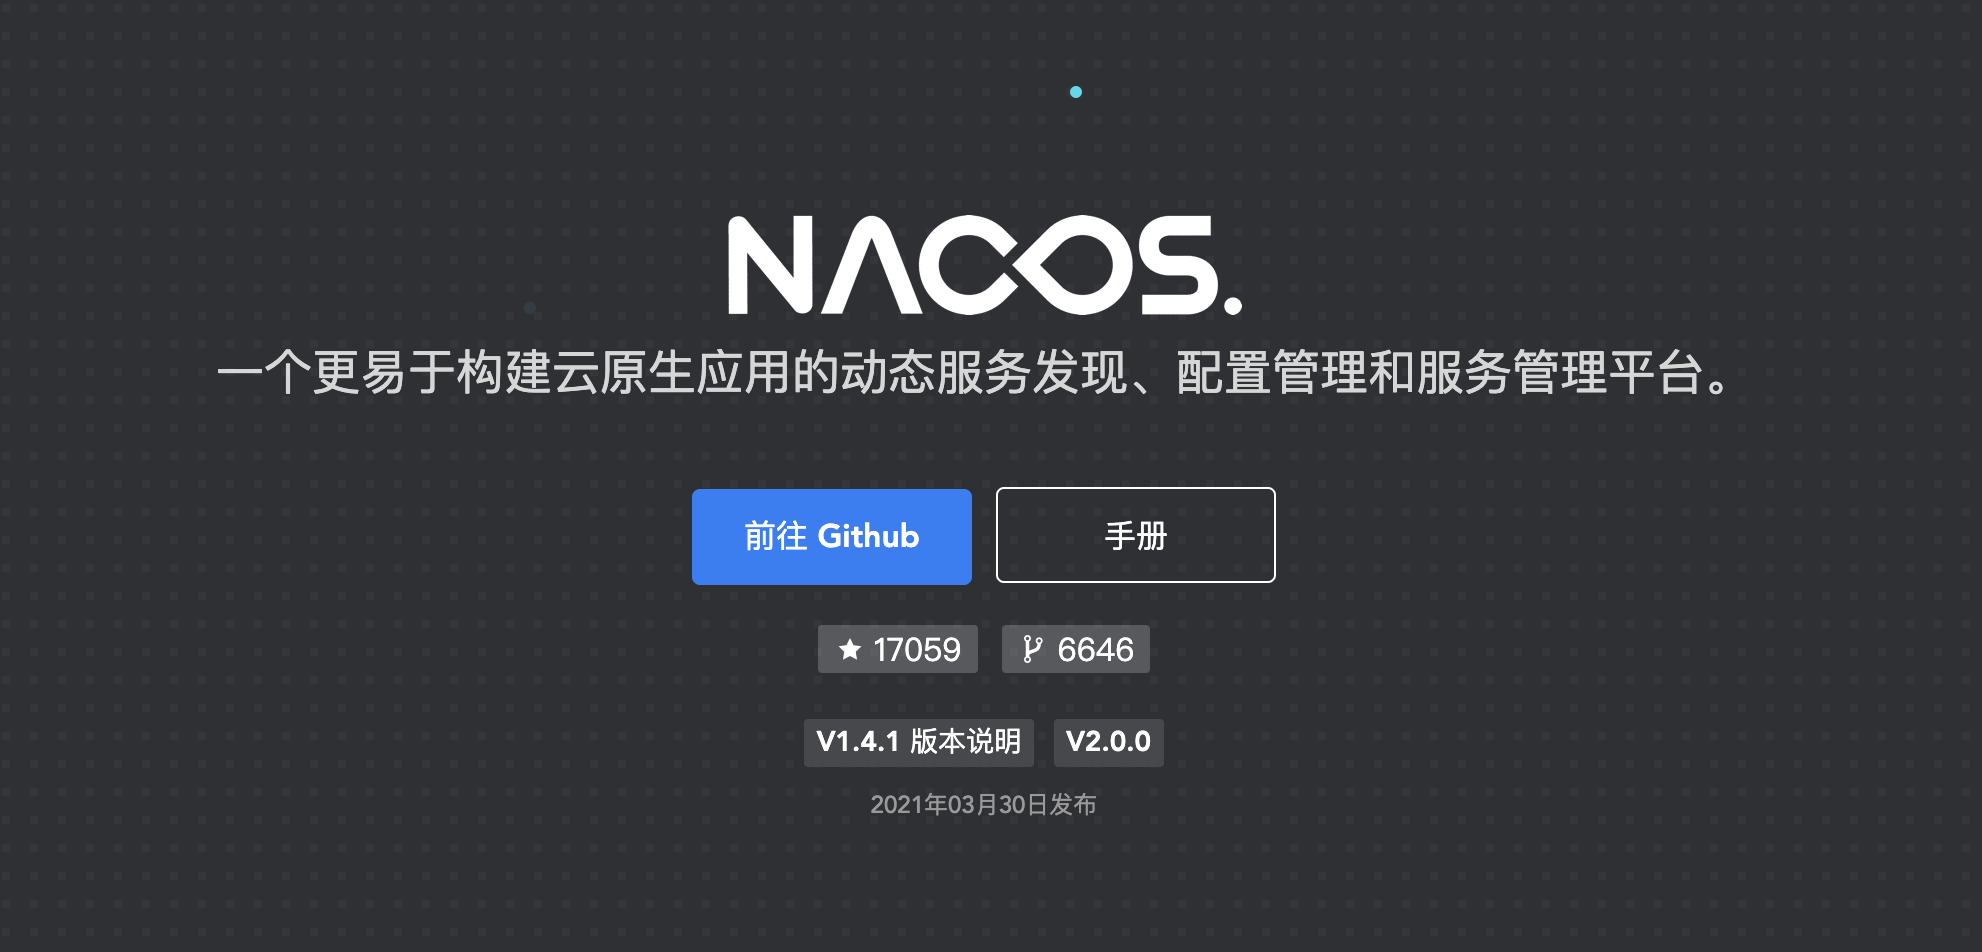 NACOS.
一个更易于构建云原生应用的动态服务发现、配置管理和服务管理平台。
前往 Github 手册
17059 6646
V1.4.1 版本说明 V2.0.0
2021年03月30日发布